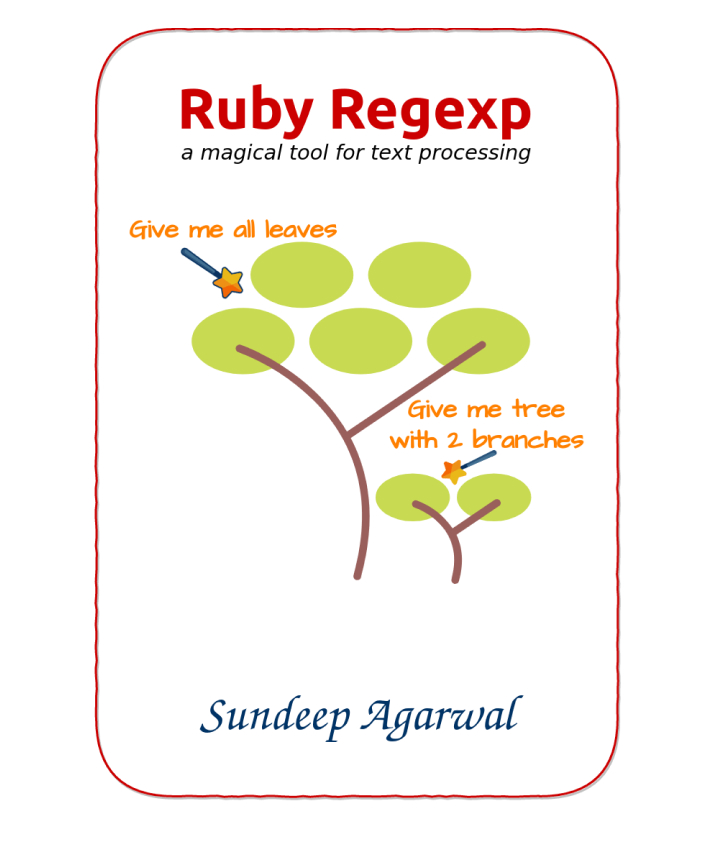 Ruby Regexp
a magical tool for text processing
Give me all leaves
Give me tree
with 2 branches
Sundeep Agarwal